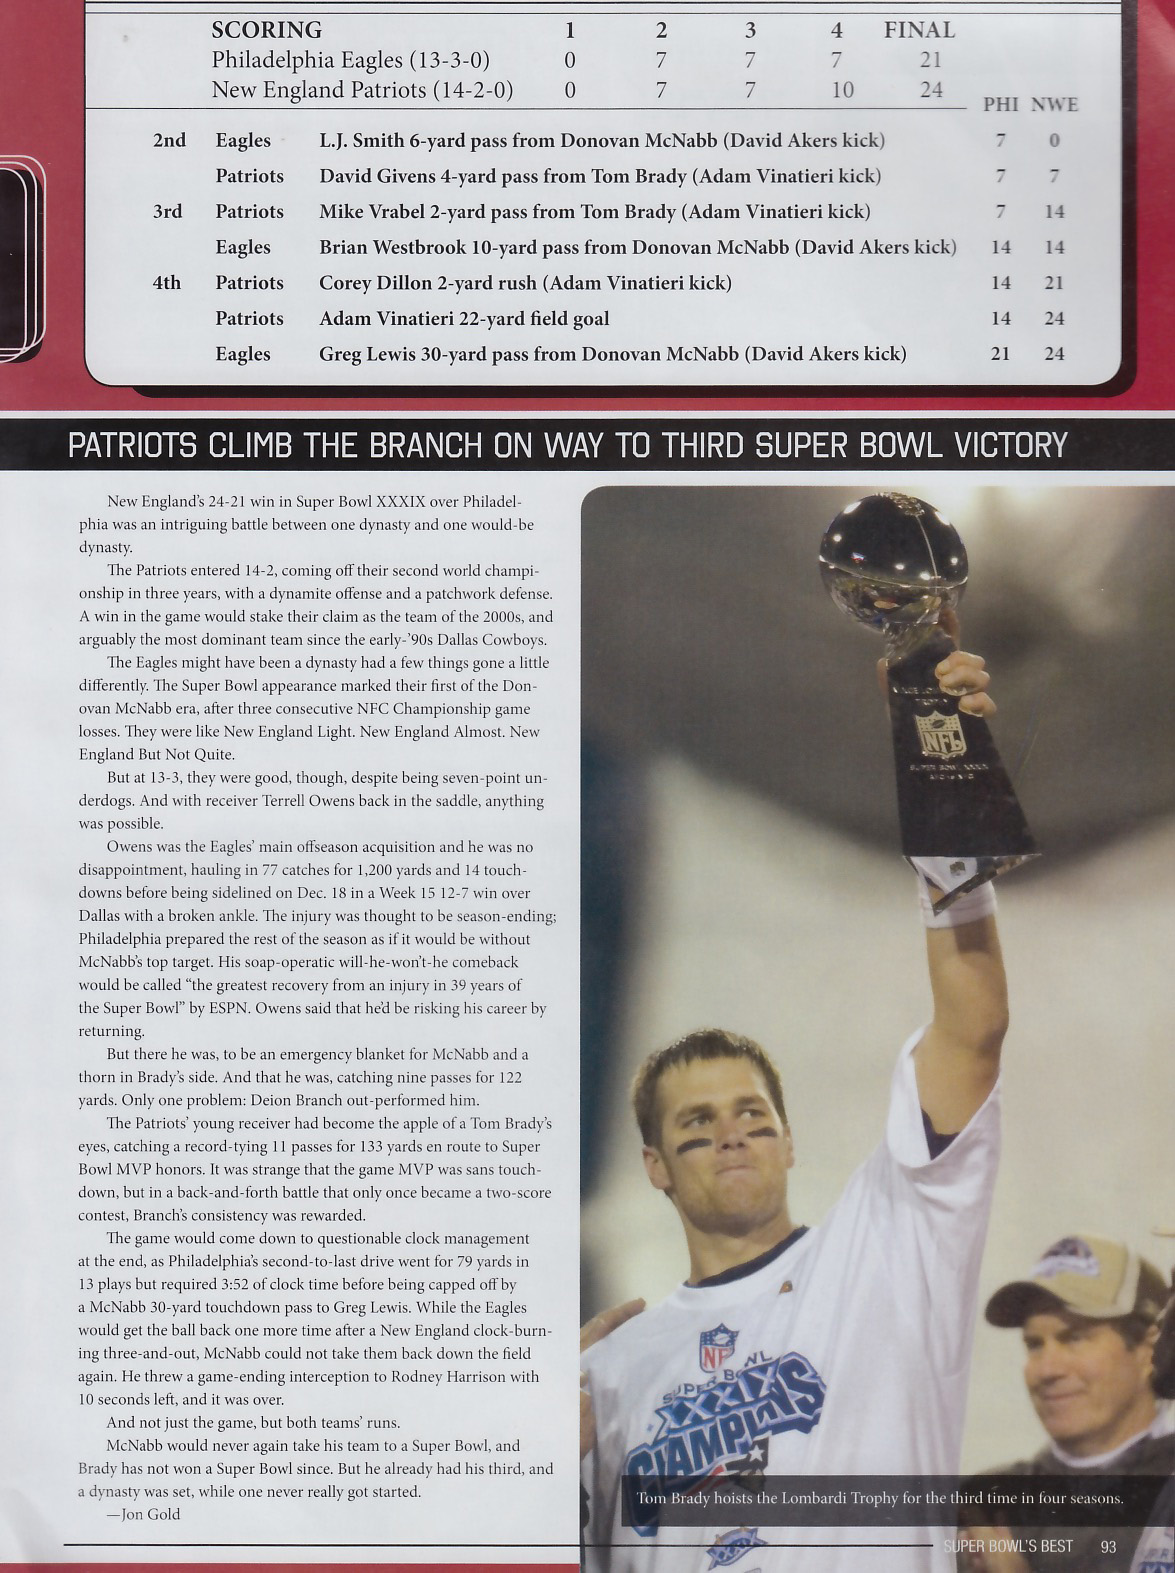 SCORING 1 2 3 4 FINAL
Philadelphia Eagles (13-3-0) 0 7 7 7 21
New England Patriots (14-2-0) 0 7 7 10 24
PHI NWE
2nd Eagles L.J. Smith 6-yard pass from Donovan McNabb (David Akers kick) 7 0
Patriots David Givens 4-yard pass from Tom Brady (Adam Vinatieri kick) 7 7
3rd Patriots Mike Vrabel 2-yard pass from Tom Brady (Adam Vinatieri kick) 7 14
Eagles Brian Westbrook 10-yard pass from Donovan McNabb (David Akers kick) 14 14
4th Patriots Corey Dillon 2-yard rush (Adam Vinatieri kick) 14 21
Patriots Adam Vinatieri 22-yard field goal 14 24
Eagles Greg Lewis 30-yard pass from Donovan McNabb (David Akers kick) 21 24
PATRIOTS CLIMB THE BRANCH ON WAY TO THIRD SUPER BOWL VICTORY
New England's 24-21 win in Super Bowl XXXIX over Philadel-
phia was an intriguing battle between one dynasty and one would-be
dynasty.
The Patriots entered 14-2, coming off their second world champi-
onship in three years, with a dynamite offense and a patchwork defense.
A win in the game would stake their claim as the team of the 2000s, and
arguably the most dominant team since the early-'90s Dallas Cowboys.
The Eagles might have been a dynasty had a few things gone a little
differently. The Super Bowl appearance marked their first of the Don-
ovan McNabb era, after three consecutive NFC Championship game
losses. They were like New England Light. New England Almost. New
England But Not Quite.
But at 13-3, they were good, though, despite being seven-point un-
derdogs. And with receiver Terrell Owens back in the saddle, anything
was possible.
Owens was the Eagles' main offseason acquisition and he was no
disappointment, hauling in 77 catches for 1,200 yards and 14 touch-
downs before being sidelined on Dec. 18 in a Week 15 12-7 win over
Dallas with a broken ankle. The injury was thought to be season-ending;
Philadelphia prepared the rest of the season as if it would be without
McNabb's top target. His soap-operatic will-he-won't-he comeback
would be called "the greatest recovery from an injury in 39 years of
the Super Bowl" by ESPN. Owens said that he'd be risking his career by
returning.
But there he was, to be an emergency blanket for McNabb and a
thorn in Brady's side. And that he was, catching nine passes for 122
yards. Only one problem: Deion Branch out-performed him.
The Patriots' young receiver had become the apple of a Tom Brady's
eyes, catching a record-tying 11 passes for 133 yards en route to Super
Bowl MVP honors. It was strange that the game MVP was sans touch-
down, but in a back-and-forth battle that only once became a two-score
contest, Branch's consistency was rewarded.
The game would come down to questionable clock management
at the end, as Philadelphia's second-to-last drive went for 79 yards in
13 plays but required 3:52 of clock time before being capped off by
a McNabb 30-yard touchdown pass to Greg Lewis. While the Eagles
would get the ball back one more time after a New England clock-burn-
ing three-and-out, McNabb could not take them back down the field
again. He threw a game-ending interception to Rodney Harrison with
10 seconds left, and it was over.
And not just the game, but both teams' runs.
McNabb would never again take his team to a Super Bowl, and
Brady has not won a Super Bowl since. But he already had his third, and
a dynasty was set, while one never really got started.
—Jon Gold
NFL
SUPER BOWL XXXIX
NFL
SUPER BOWL
XXXIX
CHAMPIONS
Tom Brady hoists the Lombardi Trophy for the third time in four seasons.
SUPER BOWL'S BEST 93